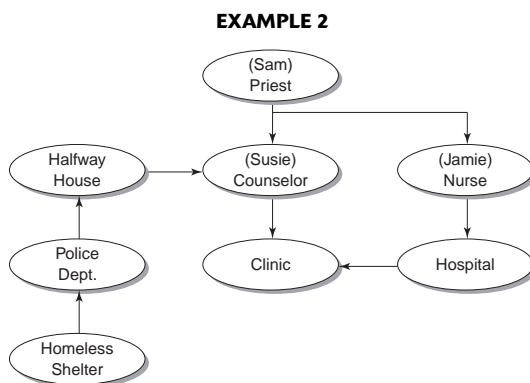 EXAMPLE 2
(Sam)
Priest
Halfway
House
(Susie)
Counselor
(Jamie)
Nurse
Police
Dept.
Clinic
Hospital
Homeless
Shelter